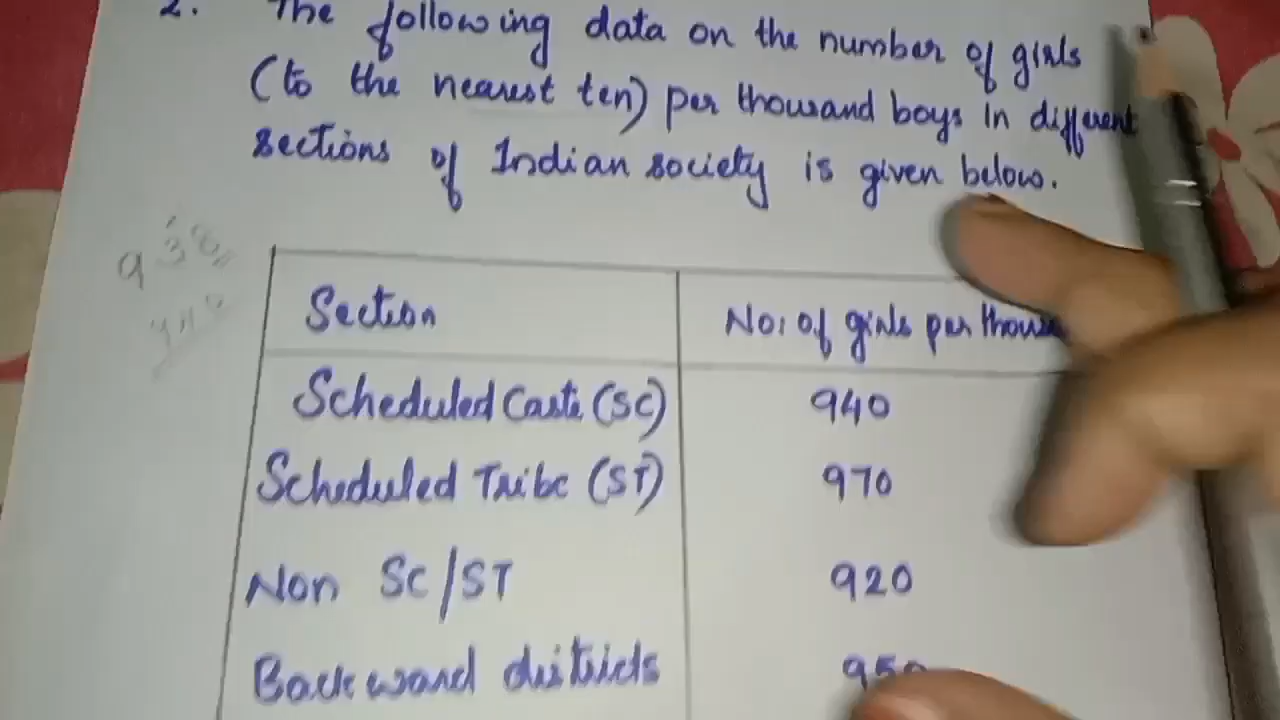 2. The following data on the number of girls
(to the nearest ten) per thousand boys in different
sections of Indian society is given below.
Section No: of girls per
Scheduled Caste (SC) 940
Scheduled Tribe (ST) 970
Non SC/ST 920
Backward districts 950